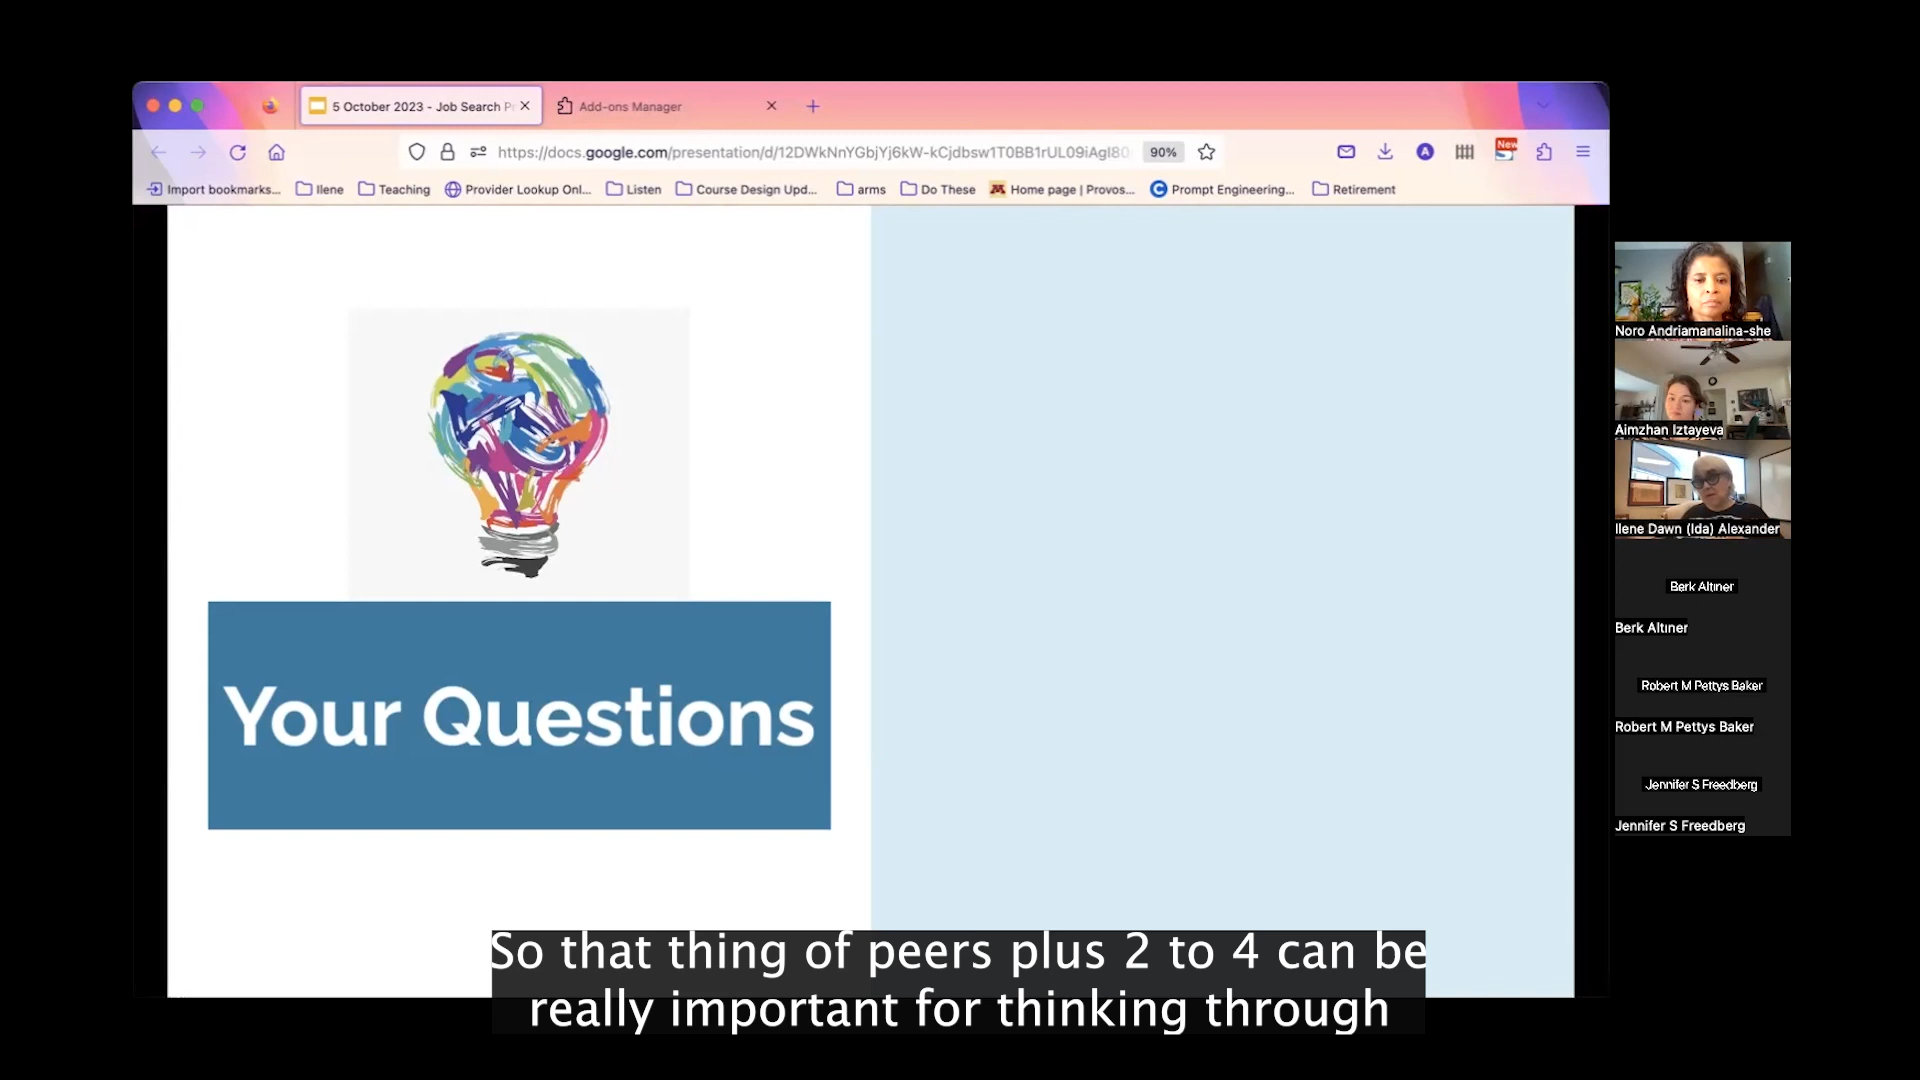 5 October 2023 - Job Search P
Add-ons Manager
https://docs.google.com/presentation/d/12DWkNnYGbjYj6kW-kCjdbsw1T0BB1rUL09iAgI80
90%
A
New
Import bookmarks...
Ilene
Teaching
Provider Lookup Onl...
Listen
Course Design Upd...
arms
Do These
Home page | Provos...
Prompt Engineering...
Retirement
Your Questions
Noro Andriamanalina-she
Aimzhan Iztayeva
Ilene Dawn (Ida) Alexander
Berk Altıner
Berk Altıner
Robert M Pettys Baker
Robert M Pettys Baker
Jennifer S Freedberg
Jennifer S Freedberg
So that thing of peers plus 2 to 4 can be
really important for thinking through